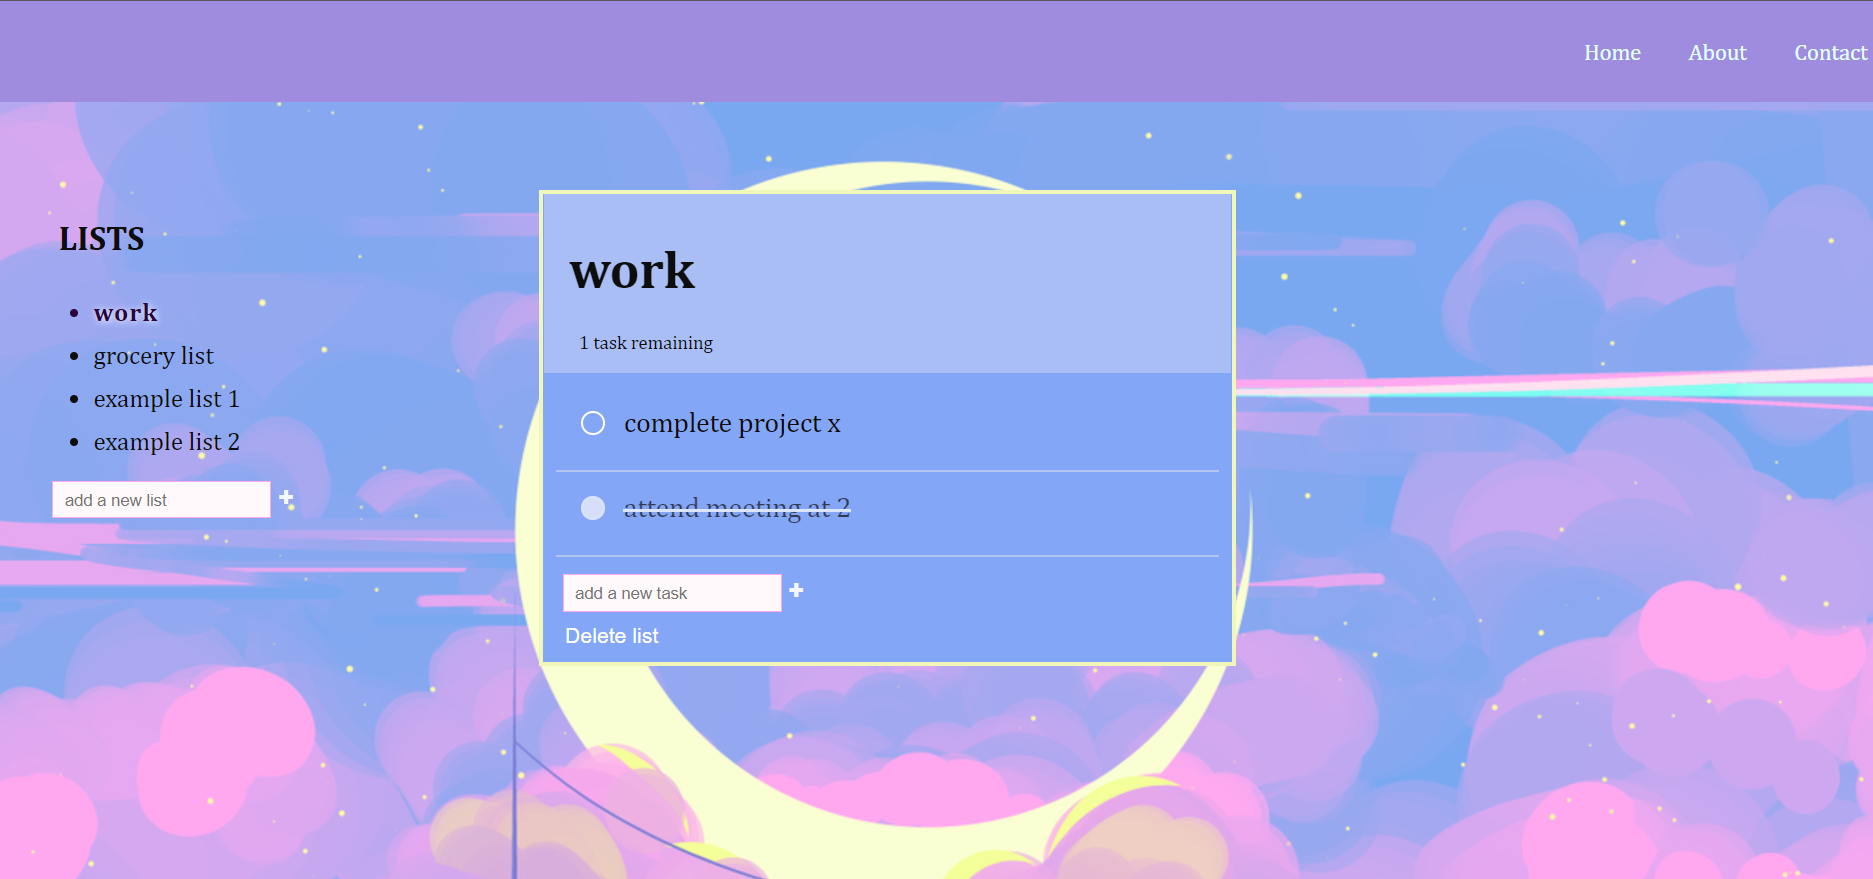 Home About Contact
LISTS
work
grocery list
example list 1
example list 2
add a new list
work
1 task remaining
complete project x
attend meeting at 2
add a new task
Delete list